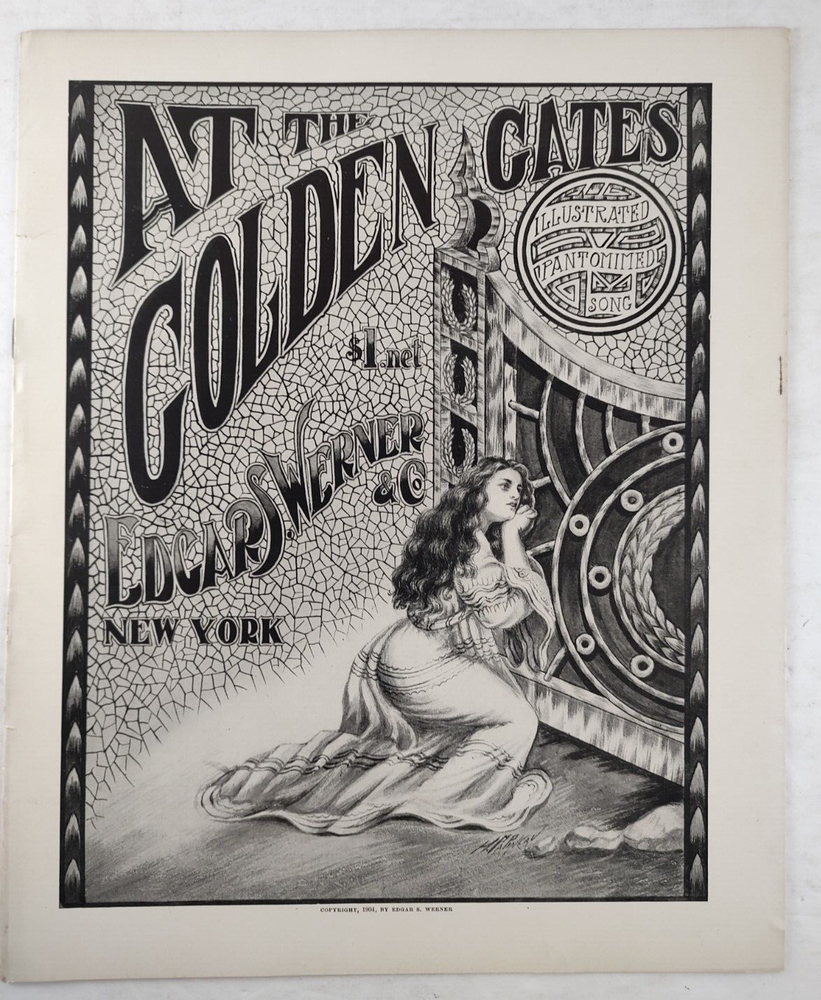 AT THE
GOLDEN GATES
ILLUSTRATED
PANTOMIMED
SONG
$1.net
EDGAR S. WERNER
& CO
NEW YORK
COPYRIGHT, 1904, BY EDGAR S. WERNER